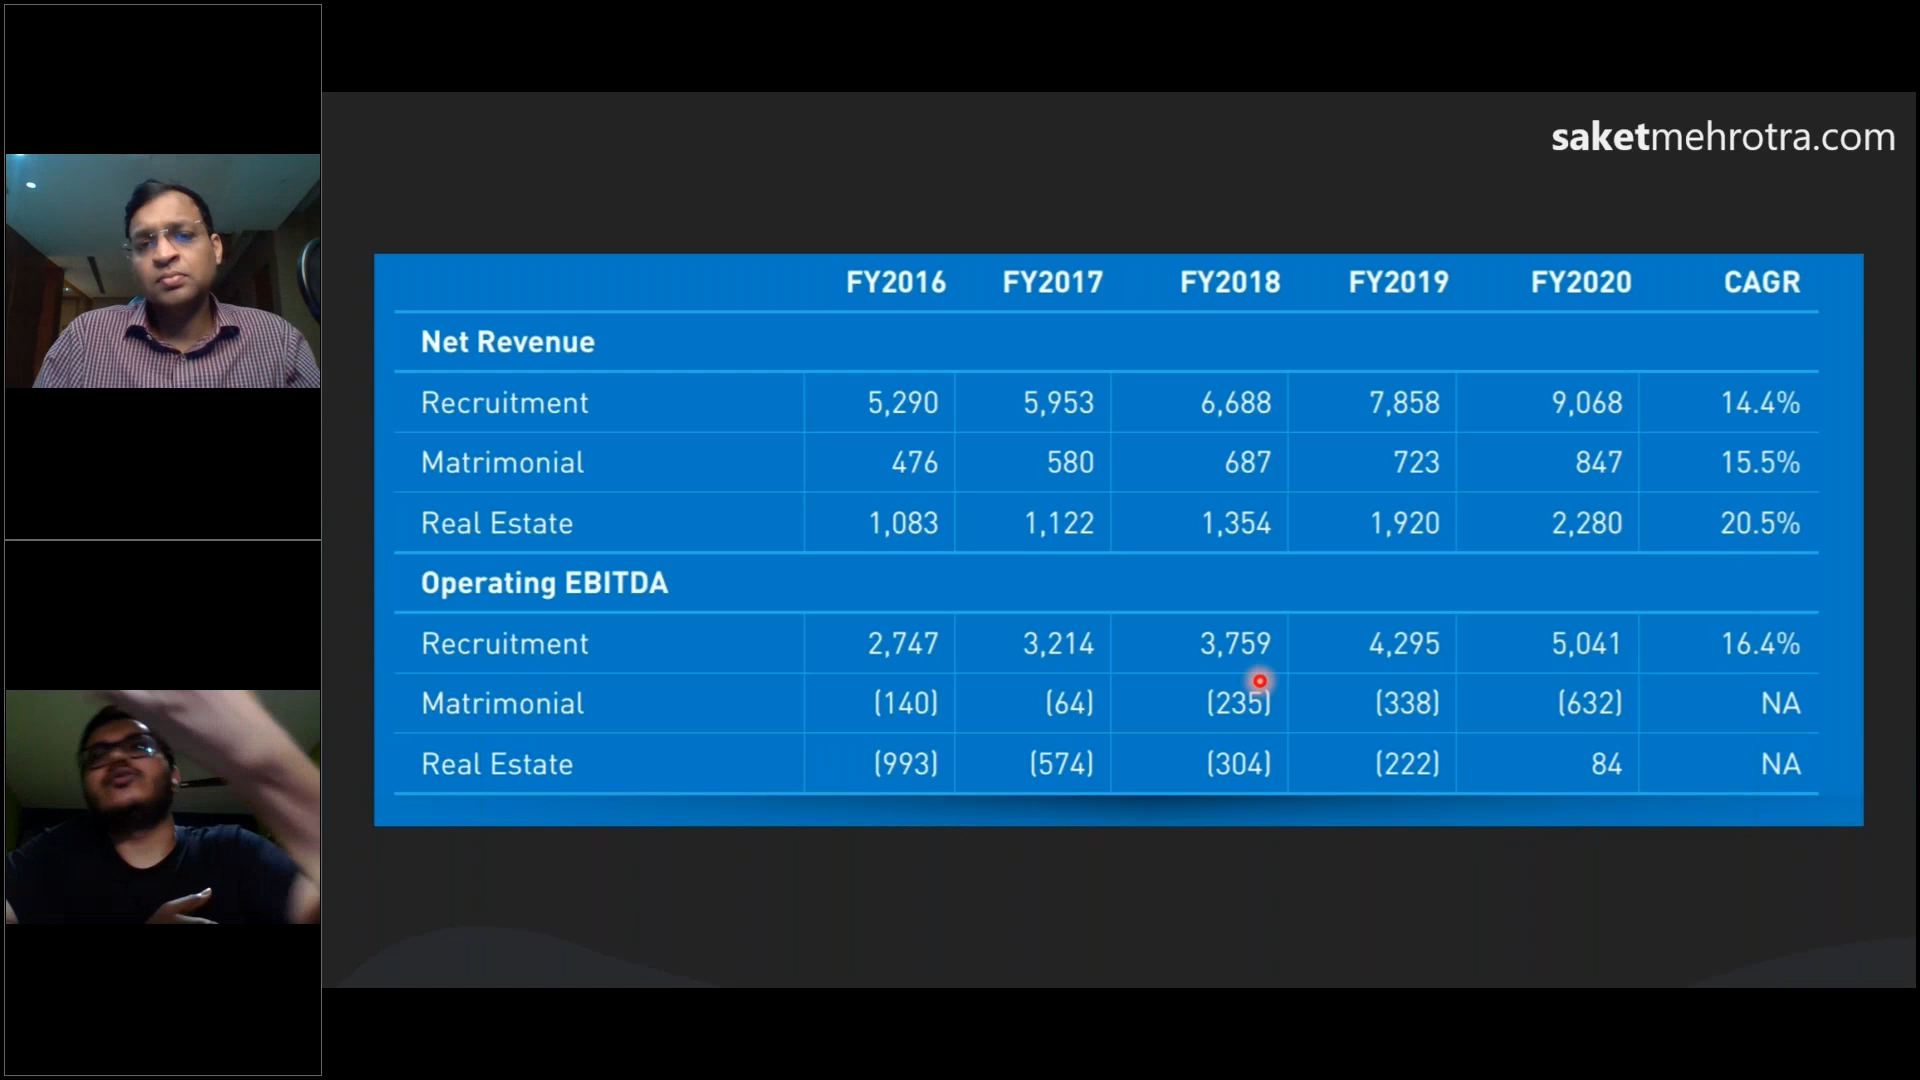 saketmehrotra.com
FY2016 FY2017 FY2018 FY2019 FY2020 CAGR
Net Revenue
Recruitment 5,290 5,953 6,688 7,858 9,068 14.4%
Matrimonial 476 580 687 723 847 15.5%
Real Estate 1,083 1,122 1,354 1,920 2,280 20.5%
Operating EBITDA
Recruitment 2,747 3,214 3,759 4,295 5,041 16.4%
Matrimonial (140) (64) (235) (338) (632) NA
Real Estate (993) (574) (304) (222) 84 NA